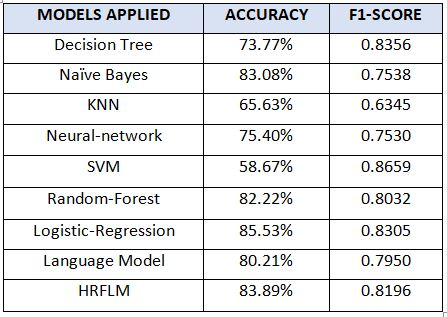 MODELS APPLIED ACCURACY F1-SCORE
Decision Tree 73.77% 0.8356
Naïve Bayes 83.08% 0.7538
KNN 65.63% 0.6345
Neural-network 75.40% 0.7530
SVM 58.67% 0.8659
Random-Forest 82.22% 0.8032
Logistic-Regression 85.53% 0.8305
Language Model 80.21% 0.7950
HRFLM 83.89% 0.8196